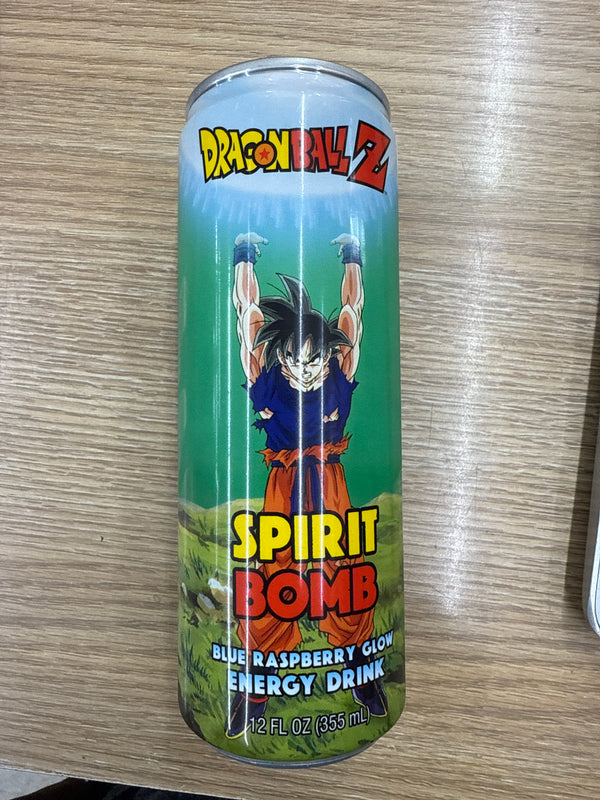 DRAGONBALL Z
SPIRIT
BOMB
BLUE RASPBERRY GLOW
ENERGY DRINK
12 FL OZ (355 mL)